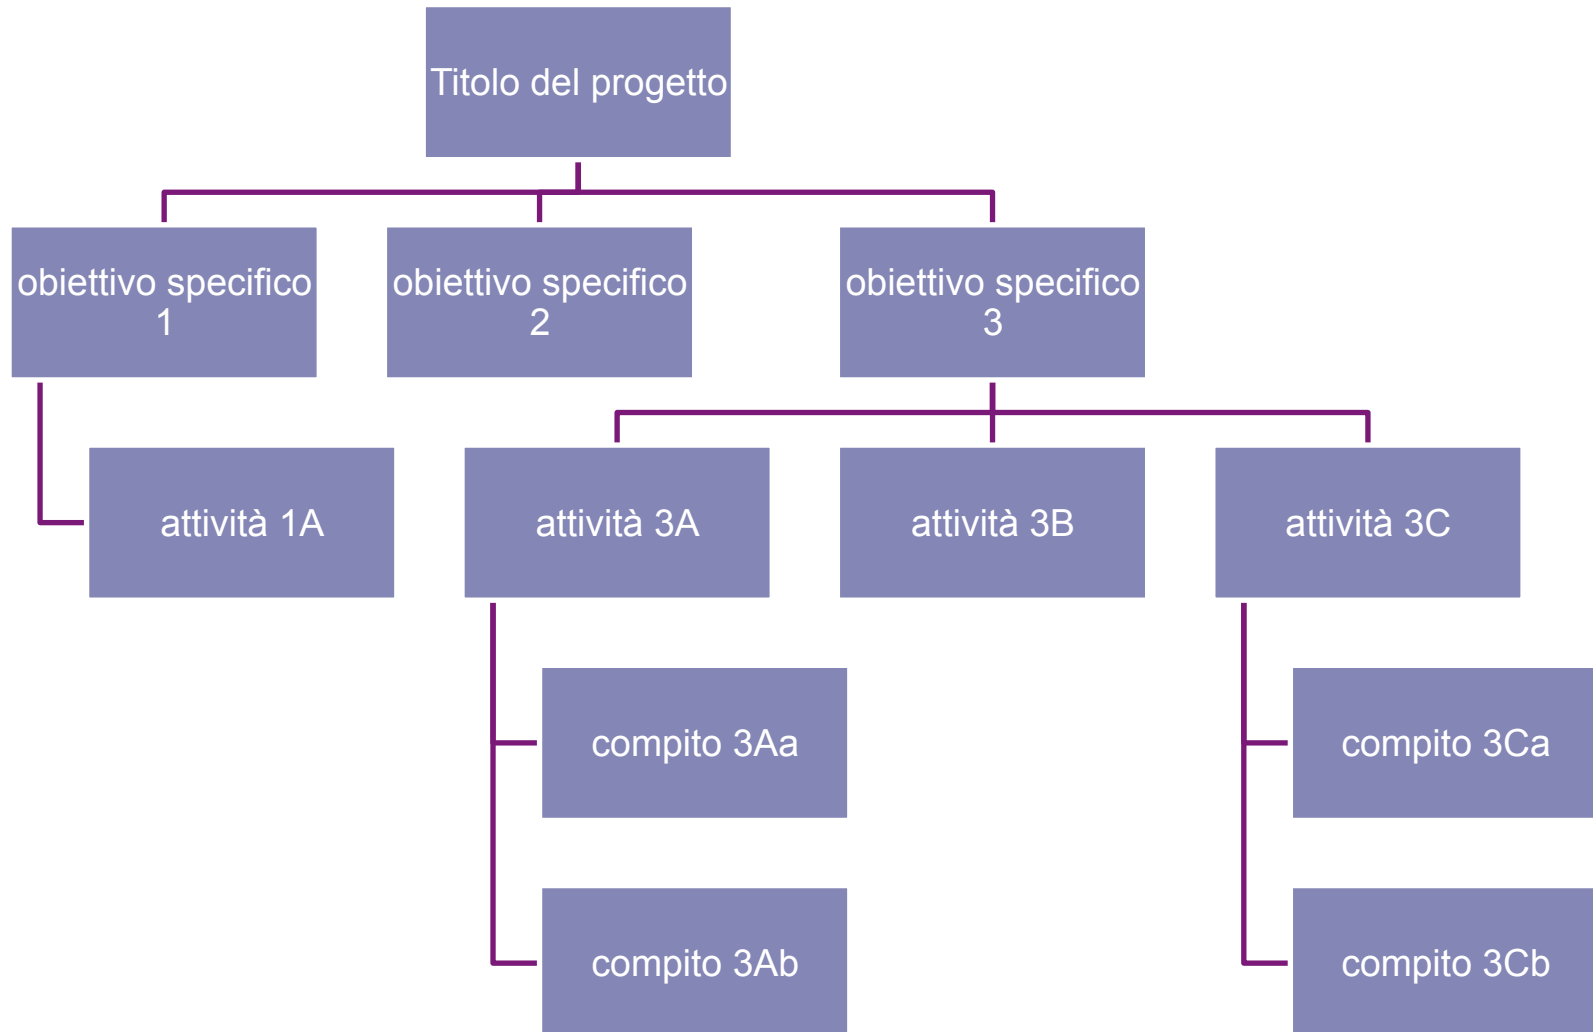 Titolo del progetto
obiettivo specifico
1
obiettivo specifico
2
obiettivo specifico
3
attività 1A
attività 3A
attività 3B
attività 3C
compito 3Aa
compito 3Ca
compito 3Ab
compito 3Cb